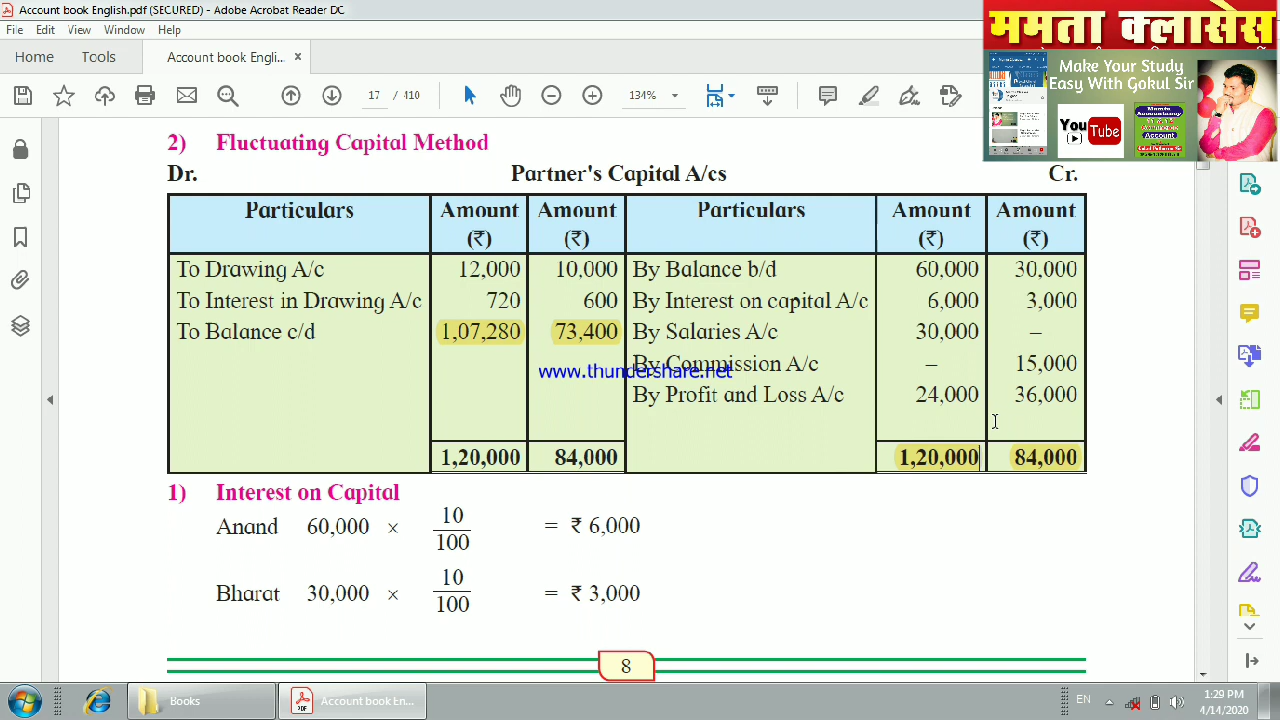 Account book English.pdf (SECURED) - Adobe Acrobat Reader DC
File Edit View Window Help
Home Tools Account book Engli... ×
17 / 410 134%
ममता क्लासेस
Make Your Study
Easy With Gokul Sir
You Tube
2) Fluctuating Capital Method
Dr. Partner's Capital A/cs Cr.
Particulars Amount (₹) Amount (₹) Particulars Amount (₹) Amount (₹)
To Drawing A/c 12,000 10,000 By Balance b/d 60,000 30,000
To Interest in Drawing A/c 720 600 By Interest on capital A/c 6,000 3,000
To Balance c/d 1,07,280 73,400 By Salaries A/c 30,000 –
By Commission A/c – 15,000
www.thundershare.net
By Profit and Loss A/c 24,000 36,000
1,20,000 84,000 1,20,000 84,000
1) Interest on Capital
Anand 60,000 × 10/100 = ₹ 6,000
Bharat 30,000 × 10/100 = ₹ 3,000
8
Books Account book En... EN 1:29 PM
4/14/2020